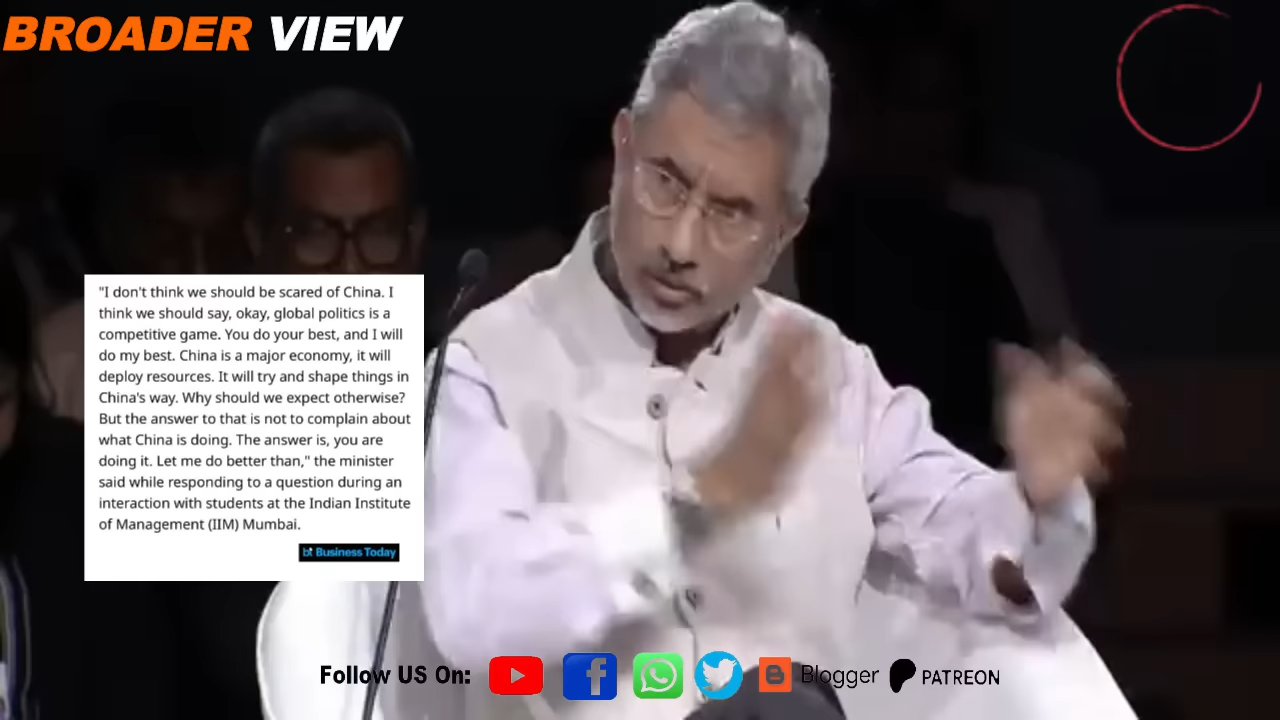 BROADER VIEW
"I don't think we should be scared of China. I
think we should say, okay, global politics is a
competitive game. You do your best, and I will
do my best. China is a major economy, it will
deploy resources. It will try and shape things in
China's way. Why should we expect otherwise?
But the answer to that is not to complain about
what China is doing. The answer is, you are
doing it. Let me do better than," the minister
said while responding to a question during an
interaction with students at the Indian Institute
of Management (IIM) Mumbai.
bt Business Today
Follow US On: Blogger PATREON